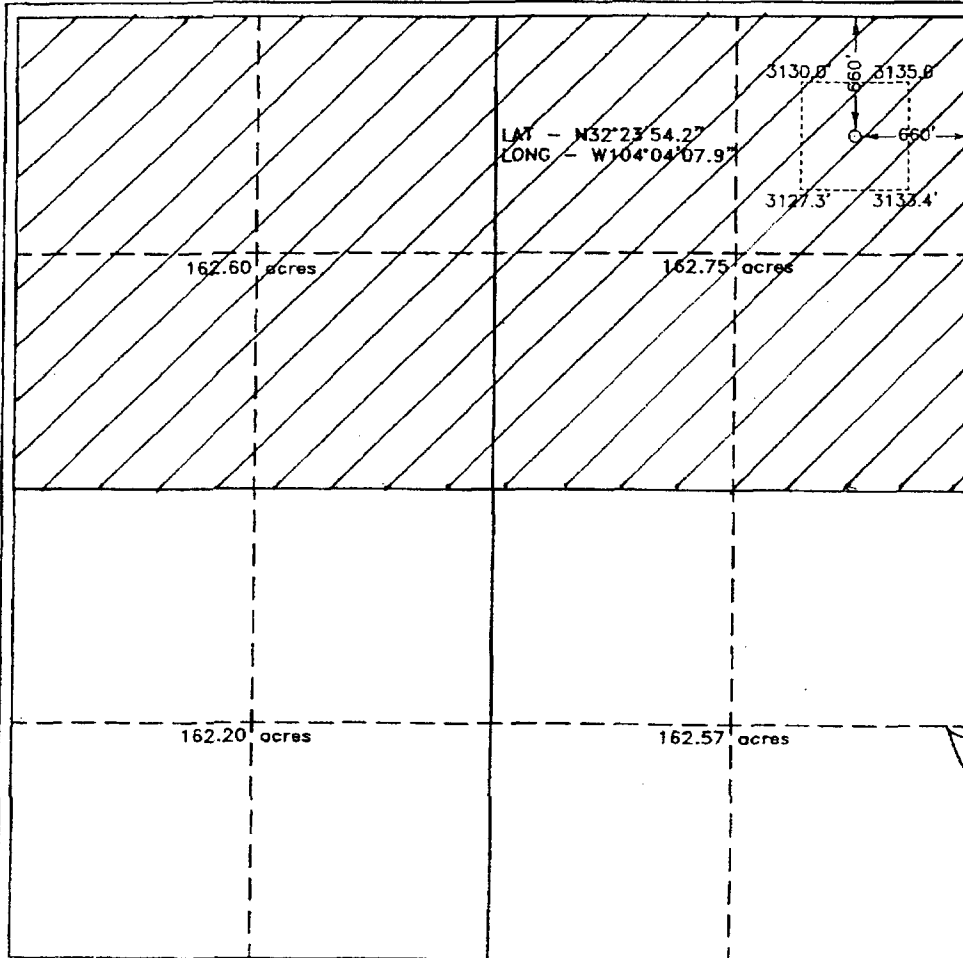 660'
3130.0' 3135.0
LAT - N32°23'54.2"
LONG - W104°04'07.9"
660'
3127.3' 3133.4'
162.60 acres
162.75 acres
162.20 acres
162.57 acres